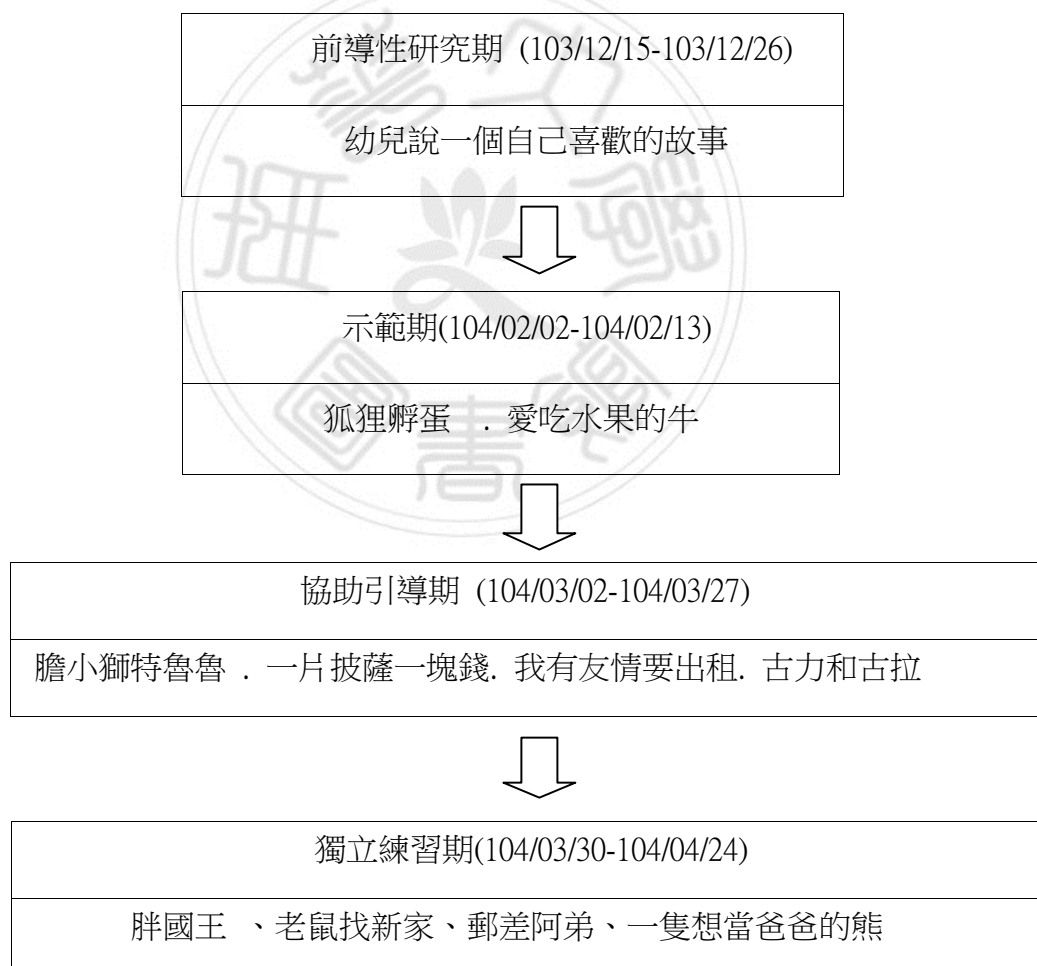 前導性研究期 (103/12/15-103/12/26)
幼兒說一個自己喜歡的故事
示範期(104/02/02-104/02/13)
狐狸孵蛋 . 愛吃水果的牛
協助引導期 (104/03/02-104/03/27)
膽小獅特魯魯 . 一片披薩一塊錢. 我有友情要出租. 古力和古拉
獨立練習期(104/03/30-104/04/24)
胖國王 、老鼠找新家、郵差阿弟、一隻想當爸爸的熊